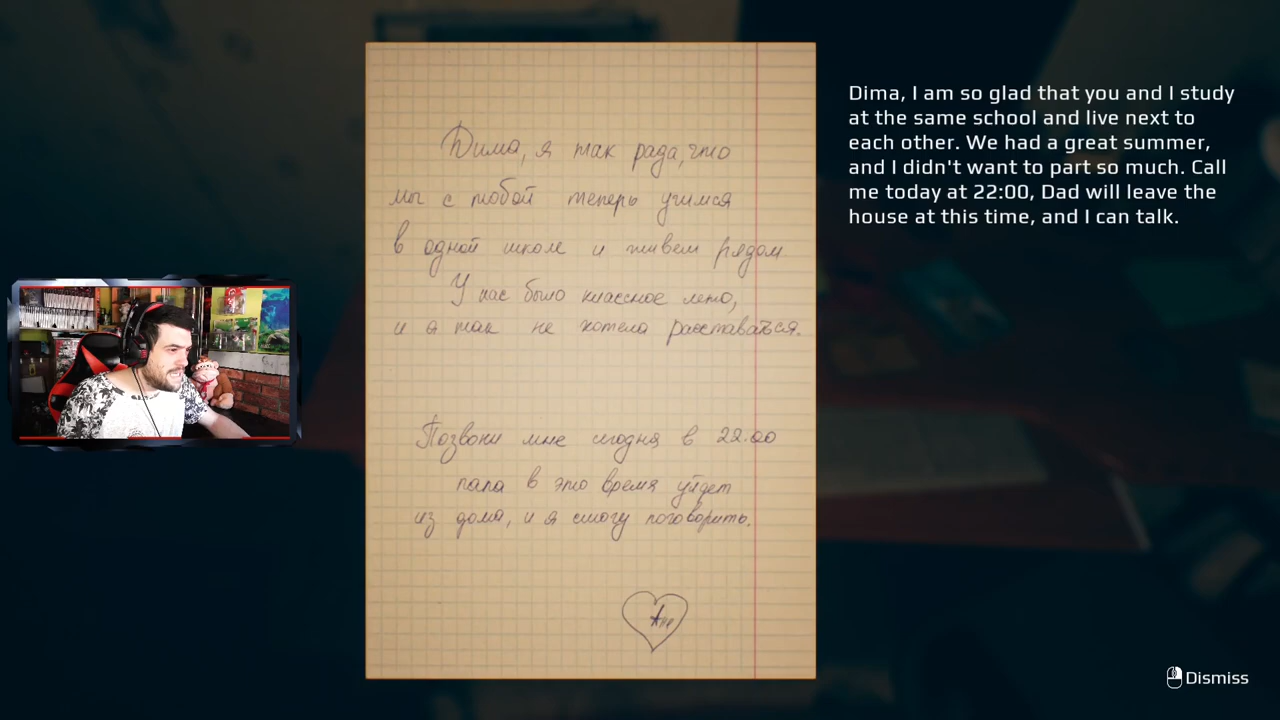 Дима, я так рада, что
мы с тобой теперь учимся
в одной школе и живем рядом.
У нас было классное лето,
и я так не хотела расставаться.
Позвони мне сегодня в 22.00
папа в это время уйдет
из дома, и я смогу поговорить.
Аня
Dima, I am so glad that you and I study
at the same school and live next to
each other. We had a great summer,
and I didn't want to part so much. Call
me today at 22:00, Dad will leave the
house at this time, and I can talk.
Dismiss